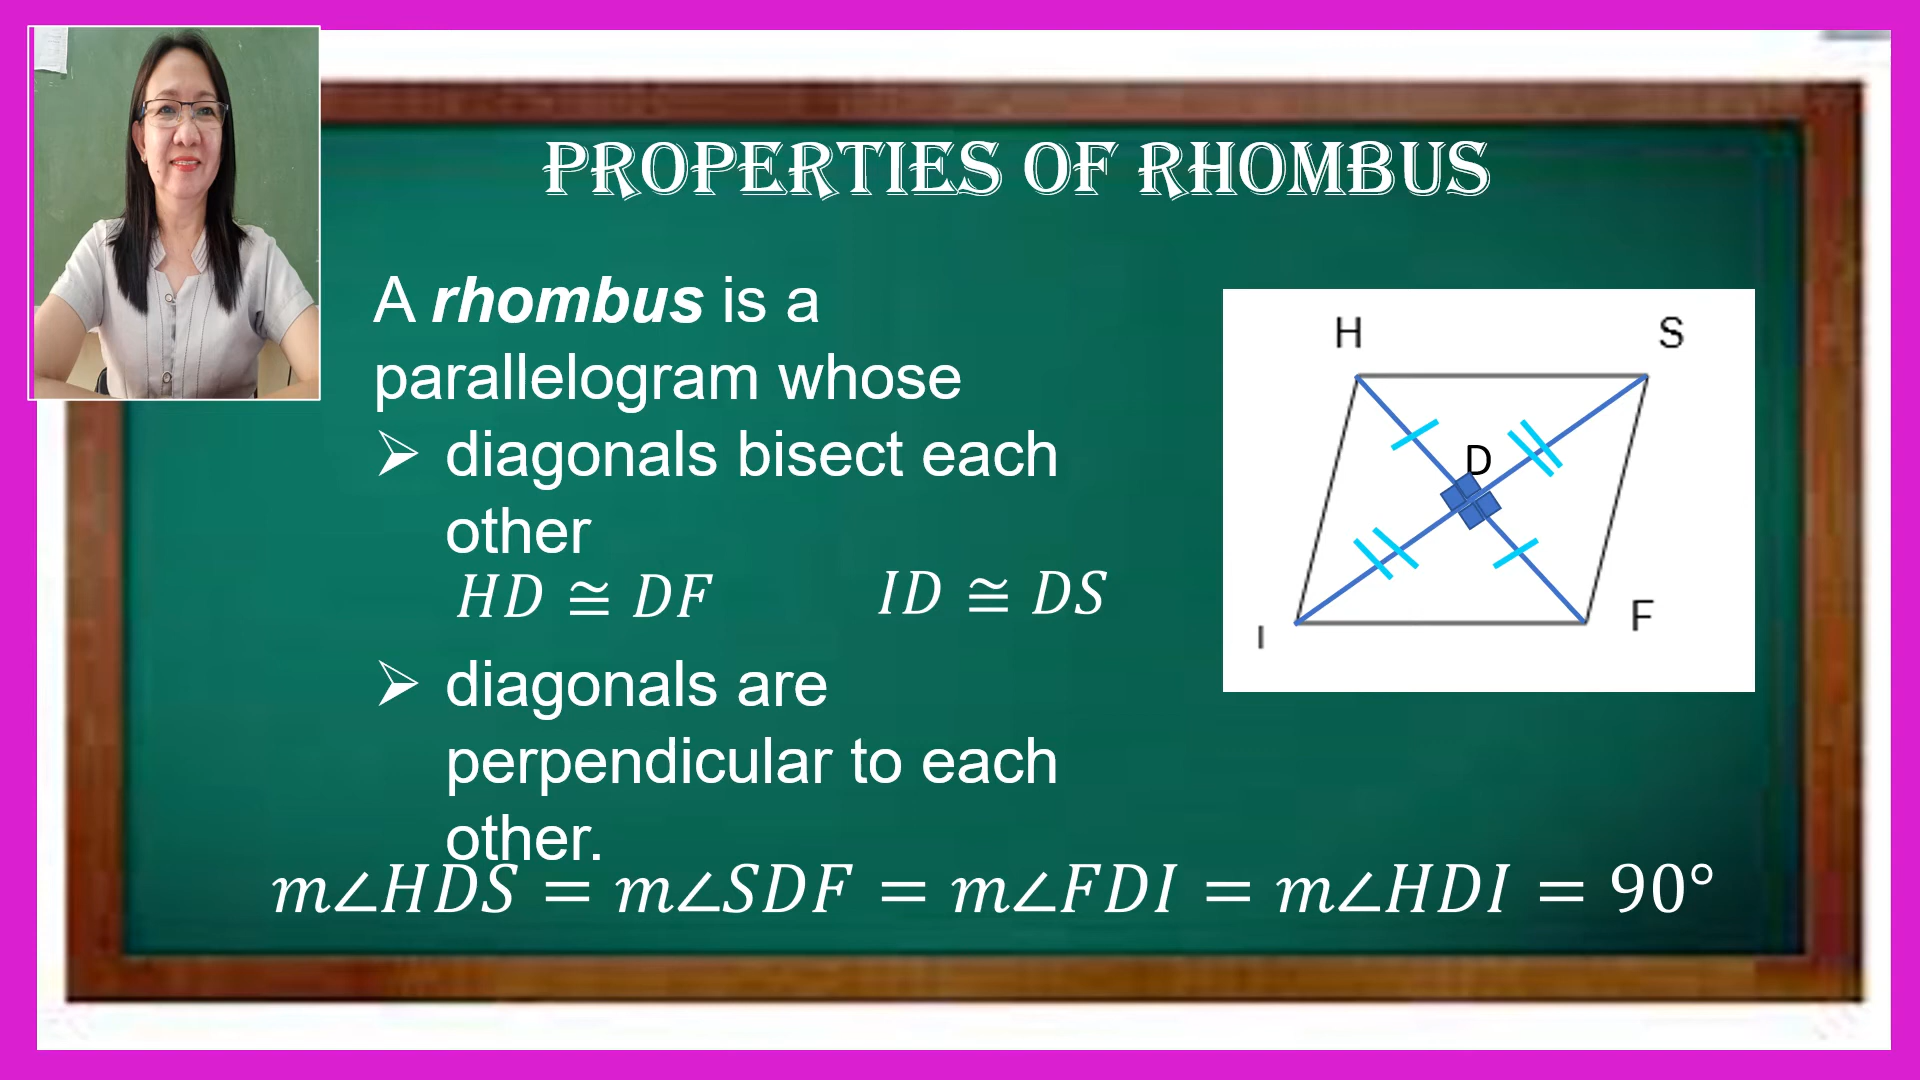 PROPERTIES OF RHOMBUS
A rhombus is a
parallelogram whose
➢ diagonals bisect each
other
HD ≅ DF ID ≅ DS
➢ diagonals are
perpendicular to each
other.
m∠HDS = m∠SDF = m∠FDI = m∠HDI = 90°
H S
D
I F